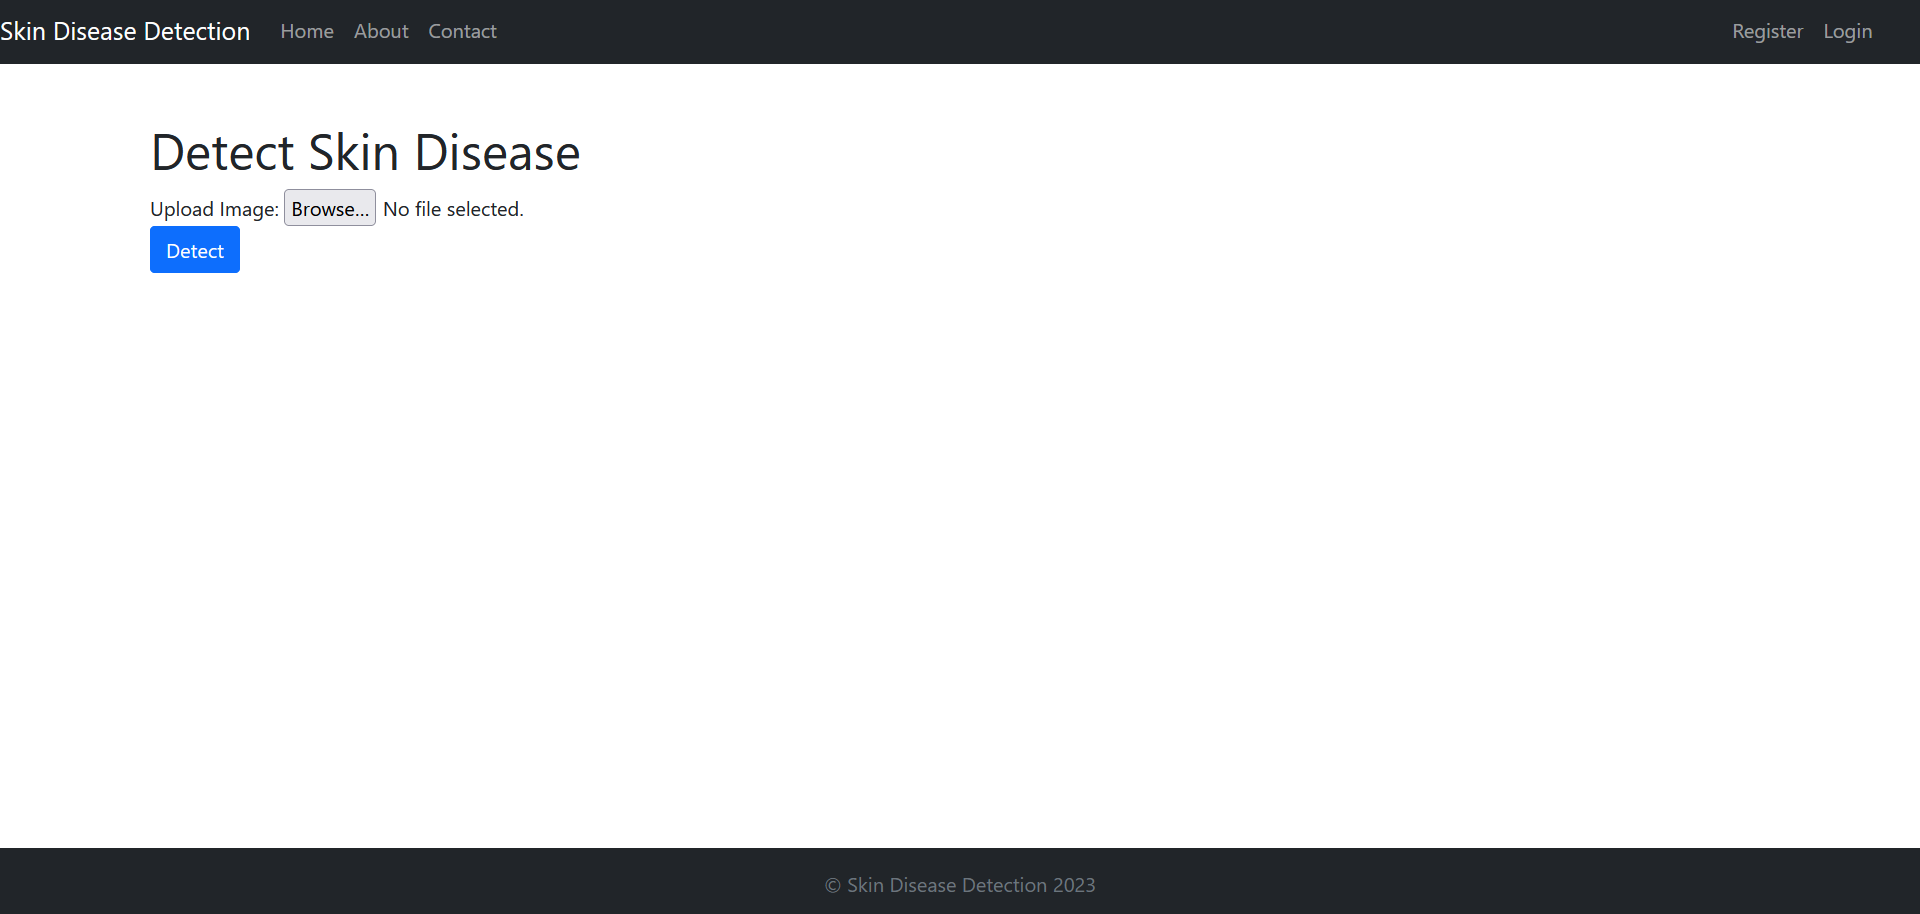 Skin Disease Detection Home About Contact Register Login
Detect Skin Disease
Upload Image: Browse... No file selected.
Detect
© Skin Disease Detection 2023